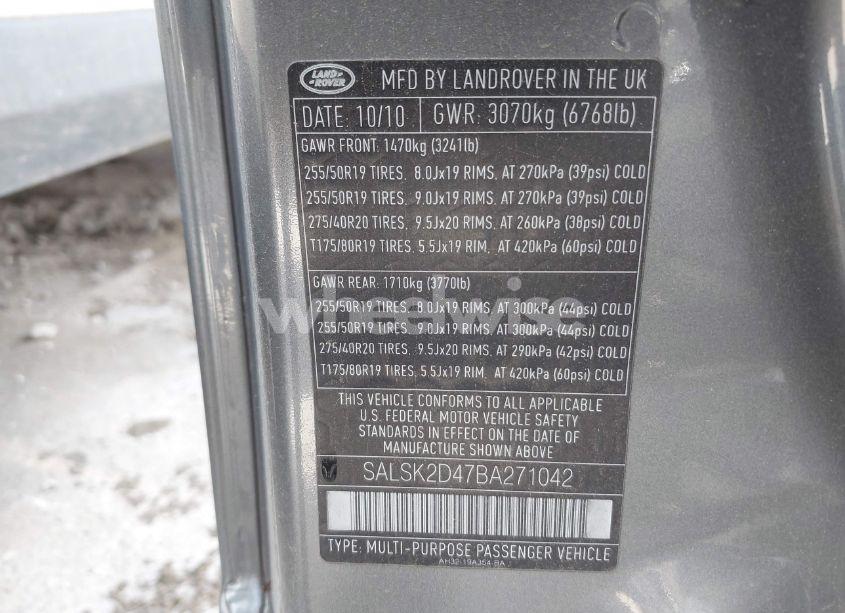 LAND
ROVER
MFD BY LANDROVER IN THE UK
DATE: 10/10 GWR: 3070kg (6768lb)
GAWR FRONT: 1470kg (3241lb)
255/50R19 TIRES, 8.0Jx19 RIMS, AT 270kPa (39psi) COLD
255/50R19 TIRES, 9.0Jx19 RIMS, AT 270kPa (39psi) COLD
275/40R20 TIRES, 9.5Jx20 RIMS, AT 260kPa (38psi) COLD
T175/80R19 TIRES, 5.5Jx19 RIM, AT 420kPa (60psi) COLD
GAWR REAR: 1710kg (3770lb)
wheelwise
255/50R19 TIRES, 8.0Jx19 RIMS, AT 300kPa (44psi) COLD
255/50R19 TIRES, 9.0Jx19 RIMS, AT 300kPa (44psi) COLD
275/40R20 TIRES, 9.5Jx20 RIMS, AT 290kPa (42psi) COLD
T175/80R19 TIRES, 5.5Jx19 RIM, AT 420kPa (60psi) COLD
THIS VEHICLE CONFORMS TO ALL APPLICABLE
U.S. FEDERAL MOTOR VEHICLE SAFETY
STANDARDS IN EFFECT ON THE DATE OF
MANUFACTURE SHOWN ABOVE.
SALSK2D47BA271042
TYPE: MULTI-PURPOSE PASSENGER VEHICLE
AH32-19A354-BA